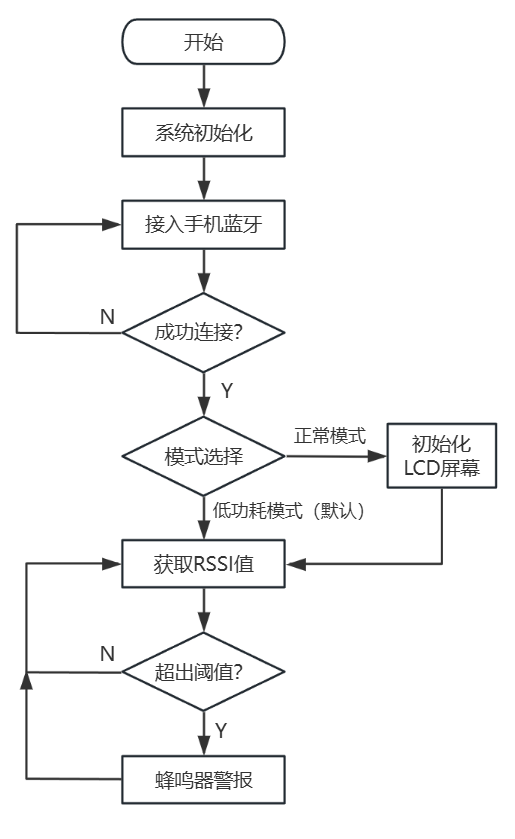 开始
系统初始化
接入手机蓝牙
N
成功连接?
Y
模式选择
正常模式
初始化
LCD屏幕
低功耗模式（默认）
获取RSSI值
N
超出阈值?
Y
蜂鸣器警报